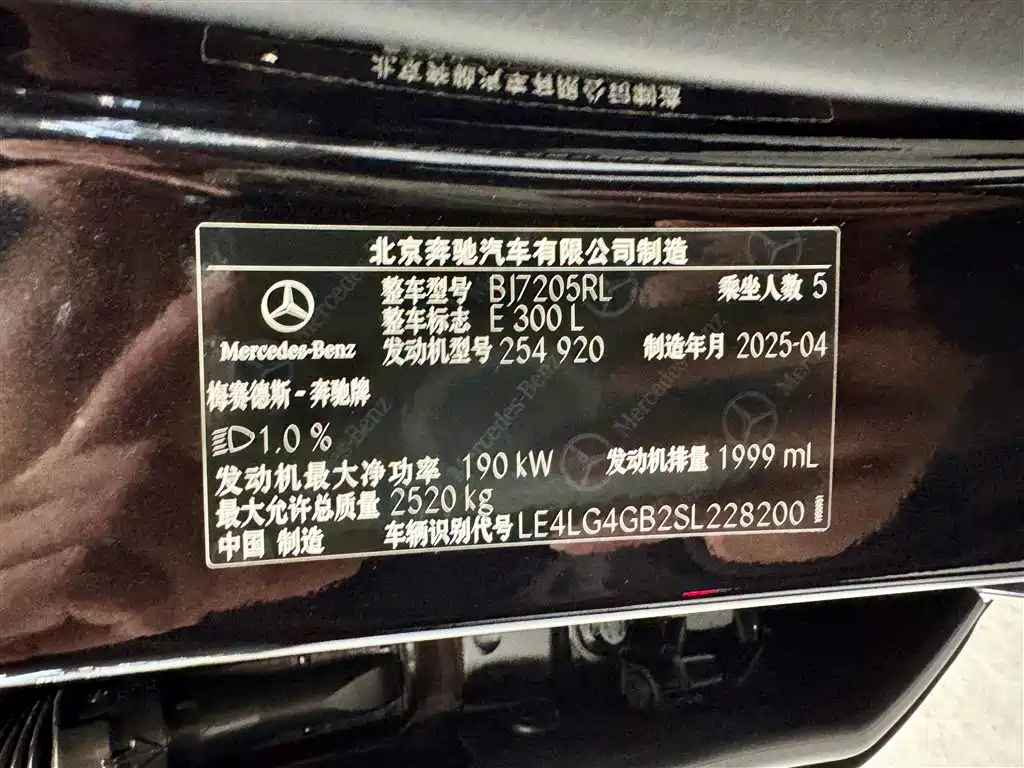 北京奔驰汽车有限公司制造
整车型号 BJ7205RL 乘坐人数 5
整车标志 E 300 L
发动机型号 254 920 制造年月 2025-04
Mercedes-Benz
梅赛德斯-奔驰牌
1.0 %
发动机最大净功率 190 kW 发动机排量 1999 mL
最大允许总质量 2520 kg
中国 制造 车辆识别代号 LE4LG4GB2SL228200